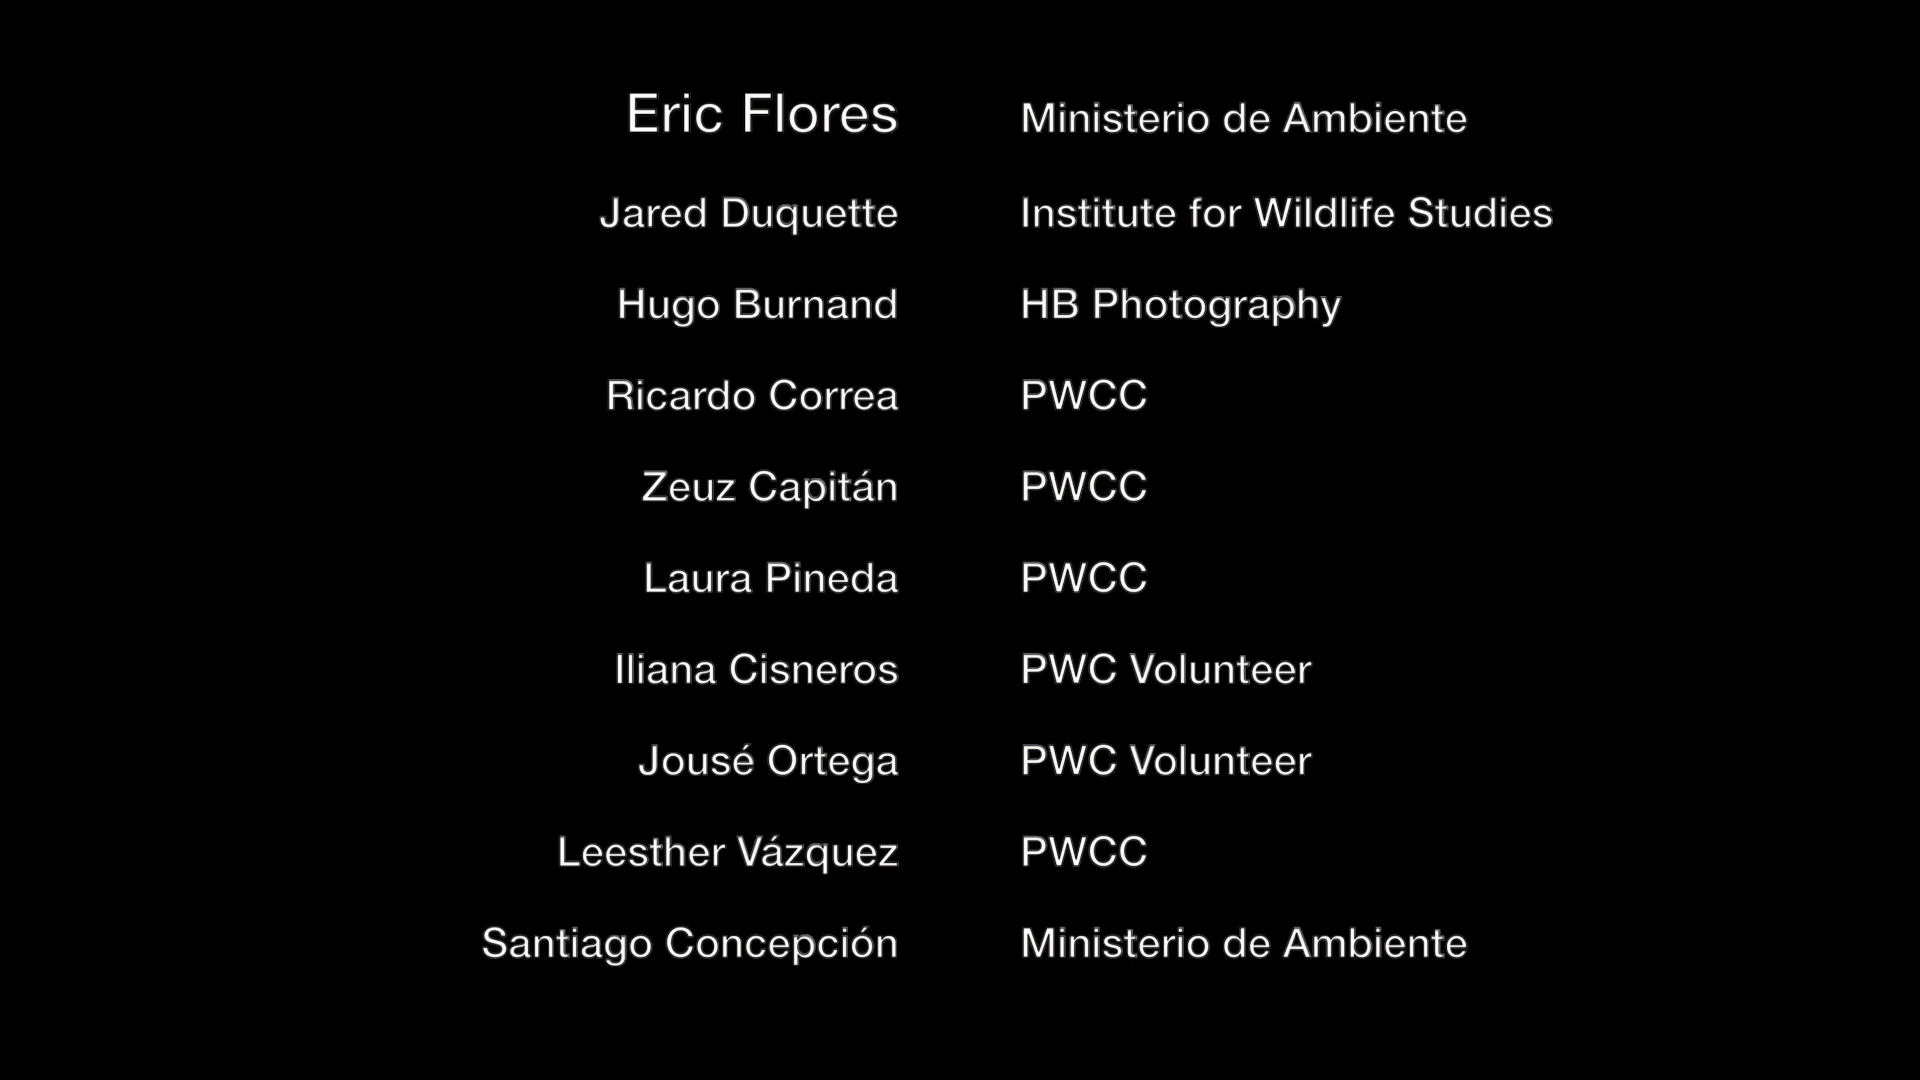 Eric Flores Ministerio de Ambiente
Jared Duquette Institute for Wildlife Studies
Hugo Burnand HB Photography
Ricardo Correa PWCC
Zeuz Capitán PWCC
Laura Pineda PWCC
Iliana Cisneros PWC Volunteer
Jousé Ortega PWC Volunteer
Leesther Vázquez PWCC
Santiago Concepción Ministerio de Ambiente